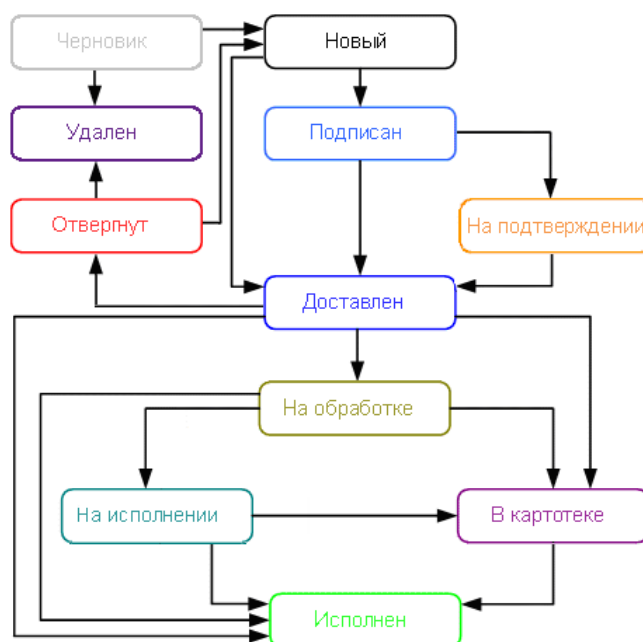 Черновик
Новый
Удален
Подписан
Отвергнут
На подтверждении
Доставлен
На обработке
На исполнении
В картотеке
Исполнен